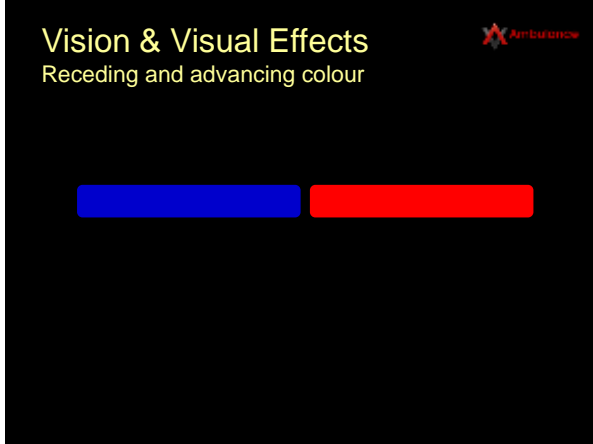 Vision & Visual Effects
Ambulance
Receding and advancing colour